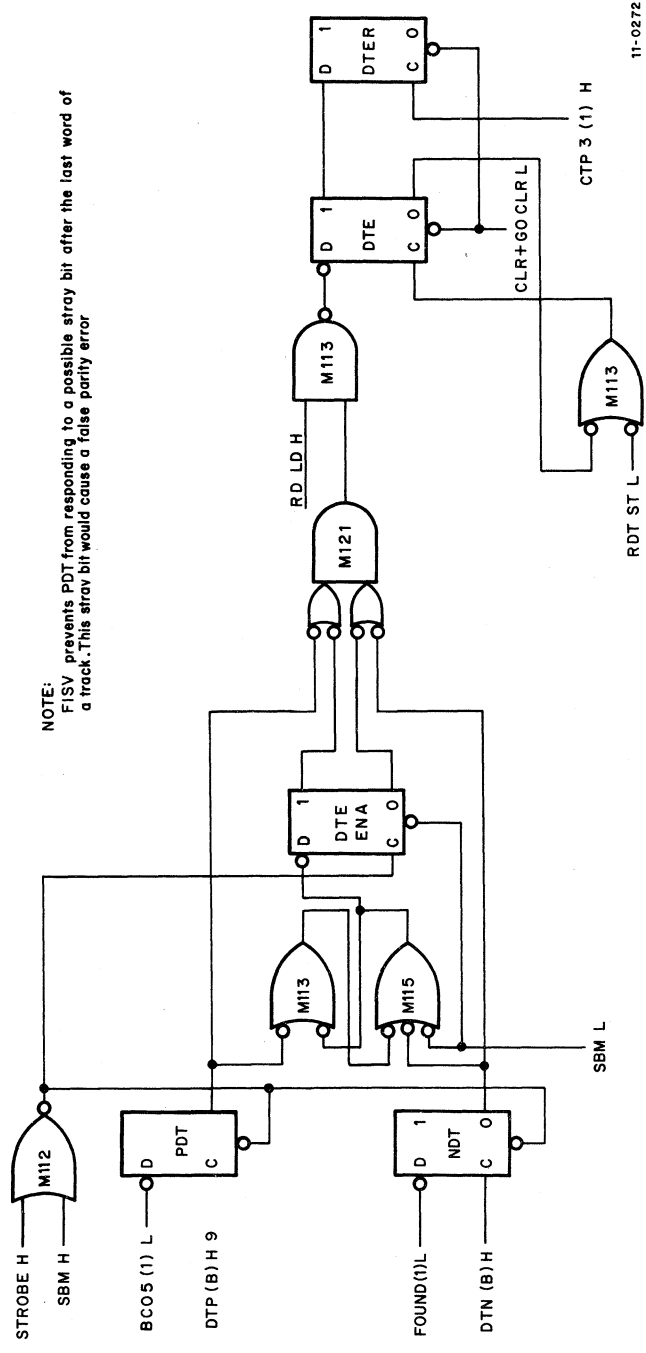 NOTE:
FISV prevents PDT from responding to a possible stray bit after the last word of
a track. This stray bit would cause a false parity error
STROBE H
SBM H
M112
BC05 (1) L
DTP (B) H 9
D
C
PDT
FOUND(1)L
DTN (B) H
D 1
C 0
NDT
M113
M115
SBM L
D 1
DTE
ENA
C 0
M121
RD LD H
M113
RDT ST L
M113
D 1
DTE
C 0
CLR+GO CLR L
D 1
DTER
C 0
CTP 3 (1) H
11-0272